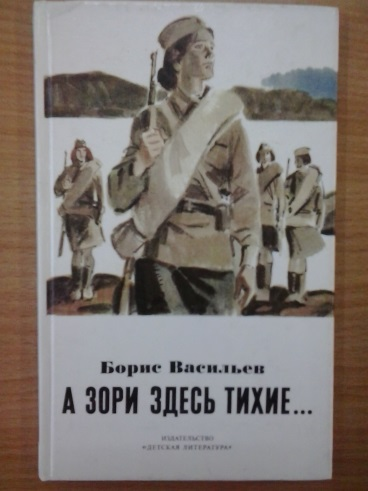 Борис Васильев
А ЗОРИ ЗДЕСЬ ТИХИЕ...
ИЗДАТЕЛЬСТВО
«ДЕТСКАЯ ЛИТЕРАТУРА»